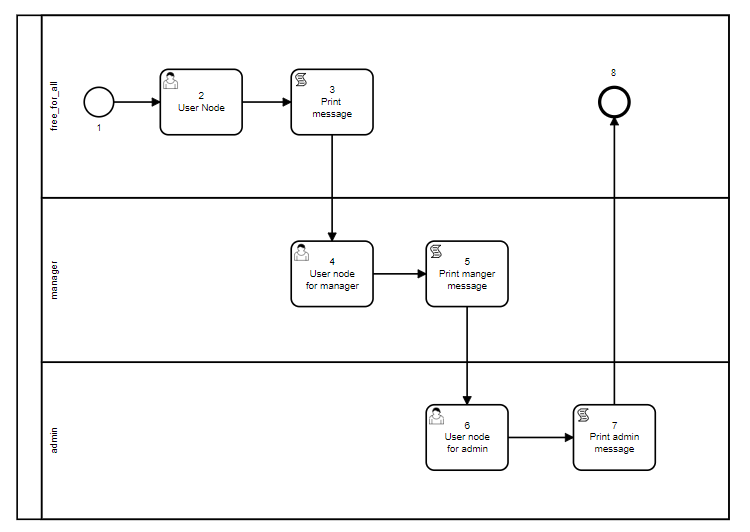 free_for_all
1
2
User Node
3
Print
message
8
manager
4
User node
for manager
5
Print manger
message
admin
6
User node
for admin
7
Print admin
message